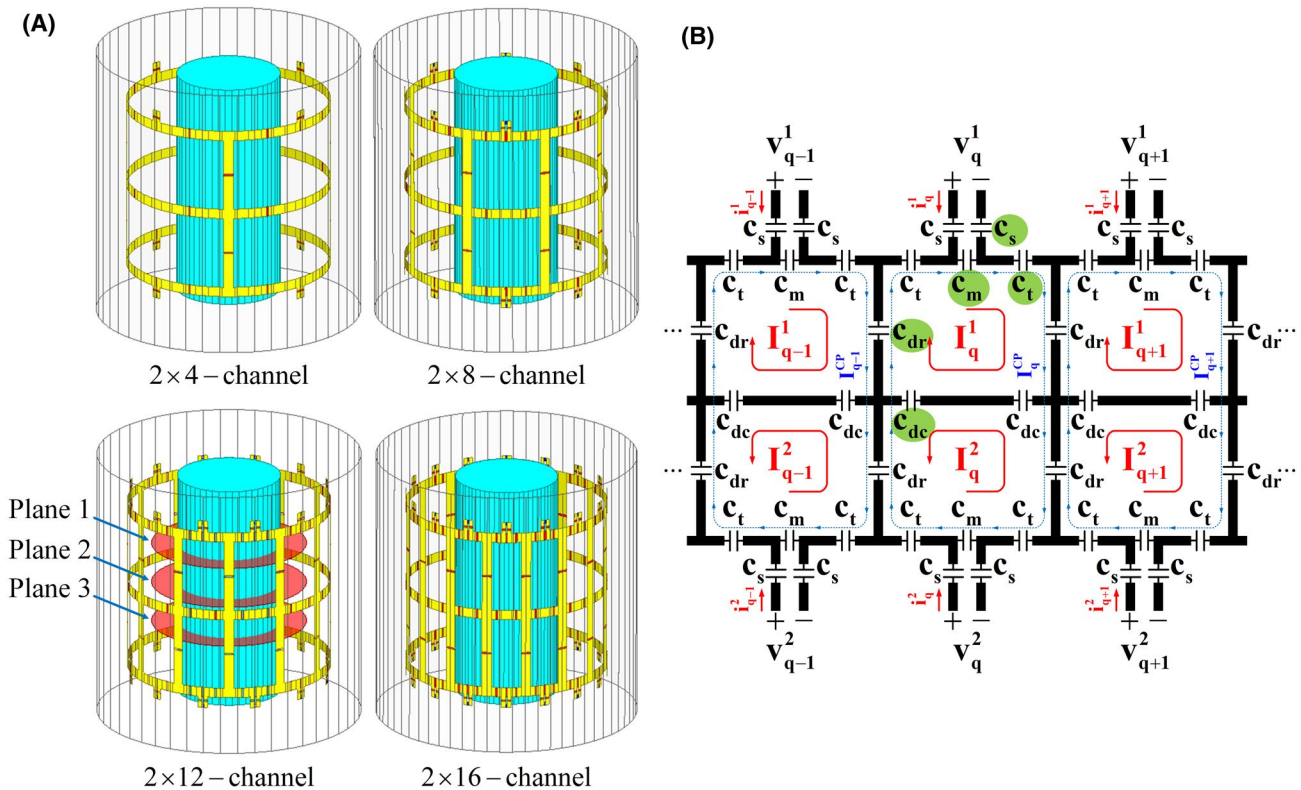 (A)
2×4−channel
2×8−channel
Plane 1
Plane 2
Plane 3
2×12−channel
2×16−channel
(B)
v¹q−1 v¹q v¹q+1
+ − + − + −
i¹q−1 i¹q i¹q+1
cs cs cs cs cs cs
ct cm ct ct cm ct ct cm ct
... cdr cdr cdr cdr ...
I¹q−1 I¹q I¹q+1
I^CP q−1 I^CP q I^CP q+1
cdc cdc cdc cdc cdc cdc
I²q−1 I²q I²q+1
... cdr cdr cdr cdr ...
ct cm ct ct cm ct ct cm ct
cs cs cs cs cs cs
i²q−1 i²q i²q+1
+ − + − + −
v²q−1 v²q v²q+1